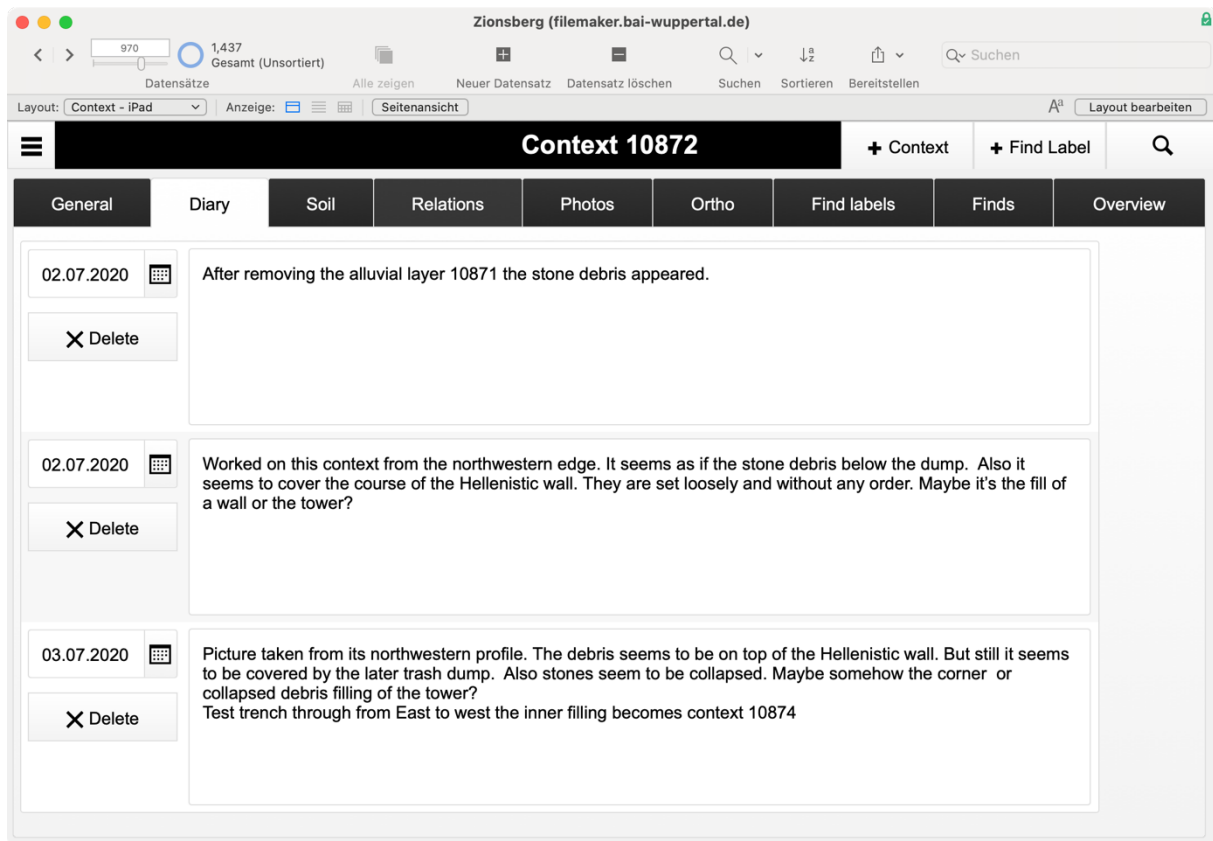 Zionsberg (filemaker.bai-wuppertal.de)
970
1,437
Gesamt (Unsortiert)
Datensätze
Alle zeigen
Neuer Datensatz
Datensatz löschen
Suchen
Sortieren
Bereitstellen
Suchen
Layout: Context - iPad
Anzeige:
Seitenansicht
Aa
Layout bearbeiten
Context 10872
+ Context
+ Find Label
General
Diary
Soil
Relations
Photos
Ortho
Find labels
Finds
Overview
02.07.2020
After removing the alluvial layer 10871 the stone debris appeared.
Delete
02.07.2020
Worked on this context from the northwestern edge. It seems as if the stone debris below the dump.  Also it
seems to cover the course of the Hellenistic wall. They are set loosely and without any order. Maybe it's the fill of
a wall or the tower?
Delete
03.07.2020
Picture taken from its northwestern profile. The debris seems to be on top of the Hellenistic wall. But still it seems
to be covered by the later trash dump.  Also stones seem to be collapsed. Maybe somehow the corner  or
collapsed debris filling of the tower?
Test trench through from East to west the inner filling becomes context 10874
Delete